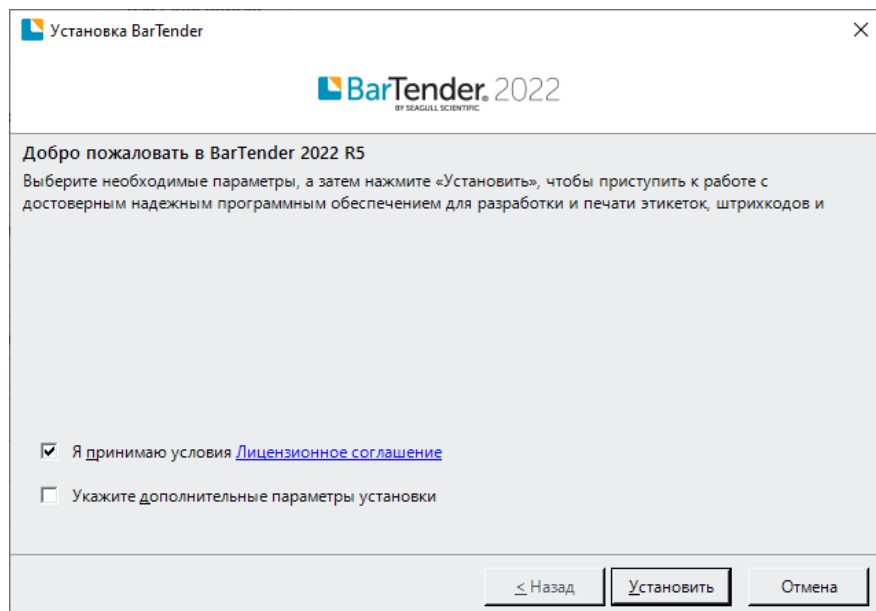 Установка BarTender
BarTender® 2022
BY SEAGULL SCIENTIFIC
Добро пожаловать в BarTender 2022 R5
Выберите необходимые параметры, а затем нажмите «Установить», чтобы приступить к работе с
достоверным надежным программным обеспечением для разработки и печати этикеток, штрихкодов и
Я принимаю условия Лицензионное соглашение
Укажите дополнительные параметры установки
< Назад
Установить
Отмена